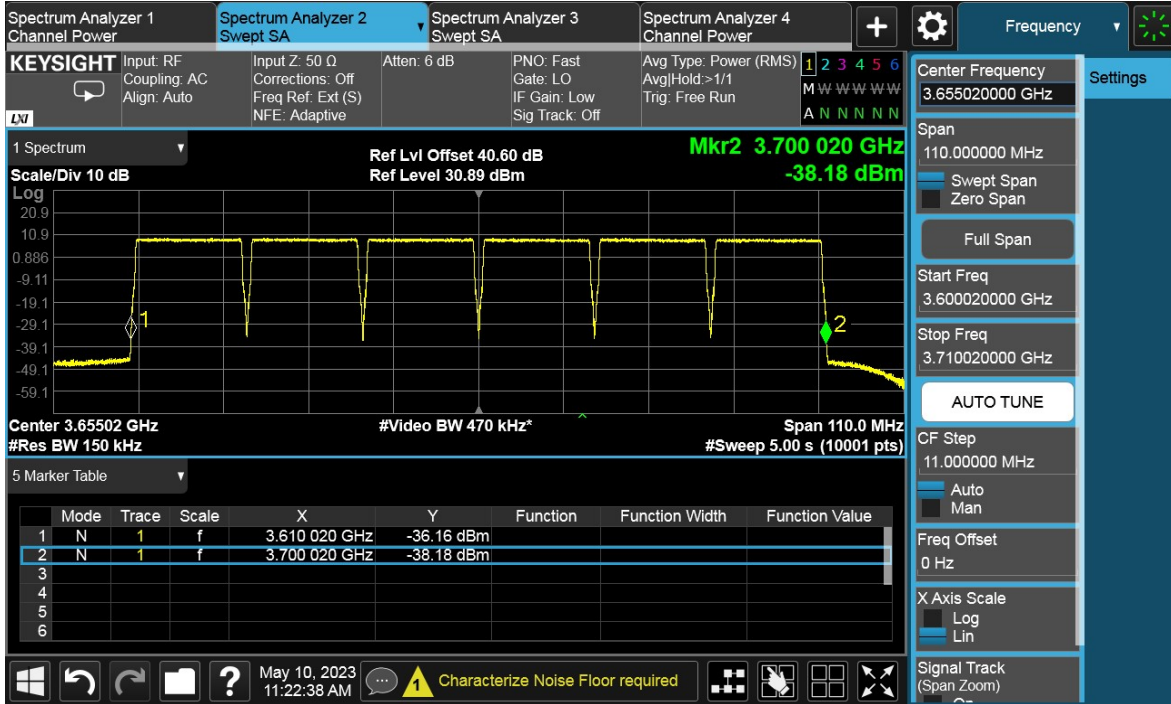 Spectrum Analyzer 1
Channel Power
Spectrum Analyzer 2
Swept SA
Spectrum Analyzer 3
Swept SA
Spectrum Analyzer 4
Channel Power
+
Frequency
KEYSIGHT
LXI
Input: RF
Coupling: AC
Align: Auto
Input Z: 50 Ω
Corrections: Off
Freq Ref: Ext (S)
NFE: Adaptive
Atten: 6 dB
PNO: Fast
Gate: LO
IF Gain: Low
Sig Track: Off
Avg Type: Power (RMS)
Avg|Hold:>1/1
Trig: Free Run
1 2 3 4 5 6
M W W W W W
A N N N N N
1 Spectrum
Scale/Div 10 dB
Ref Lvl Offset 40.60 dB
Ref Level 30.89 dBm
Mkr2 3.700 020 GHz
-38.18 dBm
Log
20.9
10.9
0.886
-9.11
-19.1
-29.1
-39.1
-49.1
-59.1
1
2
Center 3.65502 GHz
#Video BW 470 kHz*
Span 110.0 MHz
#Res BW 150 kHz
#Sweep 5.00 s (10001 pts)
5 Marker Table
Mode Trace Scale X Y Function Function Width Function Value
1 N 1 f 3.610 020 GHz -36.16 dBm
2 N 1 f 3.700 020 GHz -38.18 dBm
3
4
5
6
?
May 10, 2023
11:22:38 AM
1
Characterize Noise Floor required
Center Frequency
3.655020000 GHz
Settings
Span
110.000000 MHz
Swept Span
Zero Span
Full Span
Start Freq
3.600020000 GHz
Stop Freq
3.710020000 GHz
AUTO TUNE
CF Step
11.000000 MHz
Auto
Man
Freq Offset
0 Hz
X Axis Scale
Log
Lin
Signal Track
(Span Zoom)